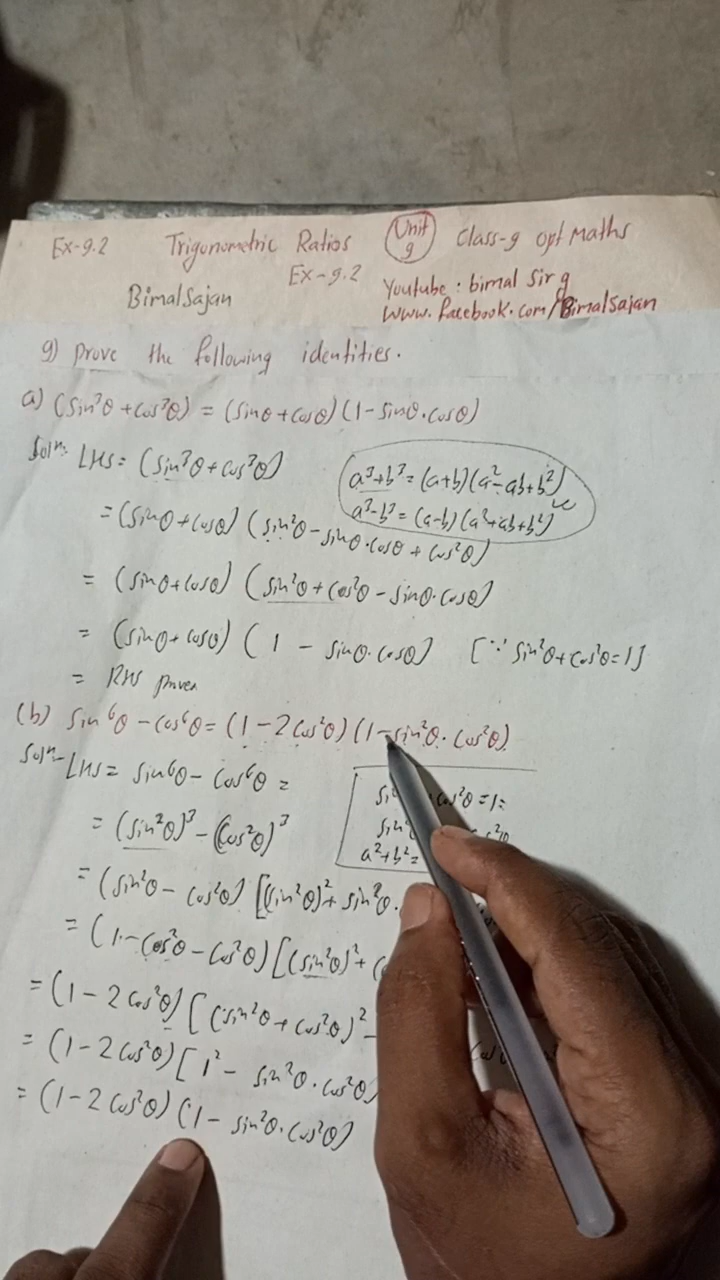 Ex-9.2 Trigonometric Ratios Unit 9 Class-9 opt Maths
Ex-9.2
BimalSajan Youtube: bimal Sir g
www.facebook.com/BimalSajan
9) prove the following identities.
a) (sin³θ + cos³θ) = (sinθ + cosθ) (1 - sinθ.cosθ)
Solⁿ: LHS = (sin³θ + cos³θ)
a³+b³ = (a+b)(a²-ab+b²)
a³-b³ = (a-b)(a²+ab+b²)
= (sinθ + cosθ) (sin²θ - sinθ.cosθ + cos²θ)
= (sinθ + cosθ) (sin²θ + cos²θ - sinθ.cosθ)
= (sinθ + cosθ) (1 - sinθ.cosθ) [∵ sin²θ + cos²θ = 1]
= RHS proven
(b) sin⁶θ - cos⁶θ = (1 - 2cos²θ) (1 - sin²θ.cos²θ)
Solⁿ- LHS = sin⁶θ - cos⁶θ =
cos²θ = 1
a²+b² =
= (sin²θ)³ - (cos²θ)³
= (sin²θ - cos²θ) [(sin²θ)² + sin²θ.
= (1 - cos²θ - cos²θ) [(sin²θ)² + (
= (1 - 2cos²θ) [(sin²θ + cos²θ)² -
= (1 - 2cos²θ) [1² - sin²θ.cos²θ
= (1 - 2cos²θ) (1 - sin²θ.cos²θ)